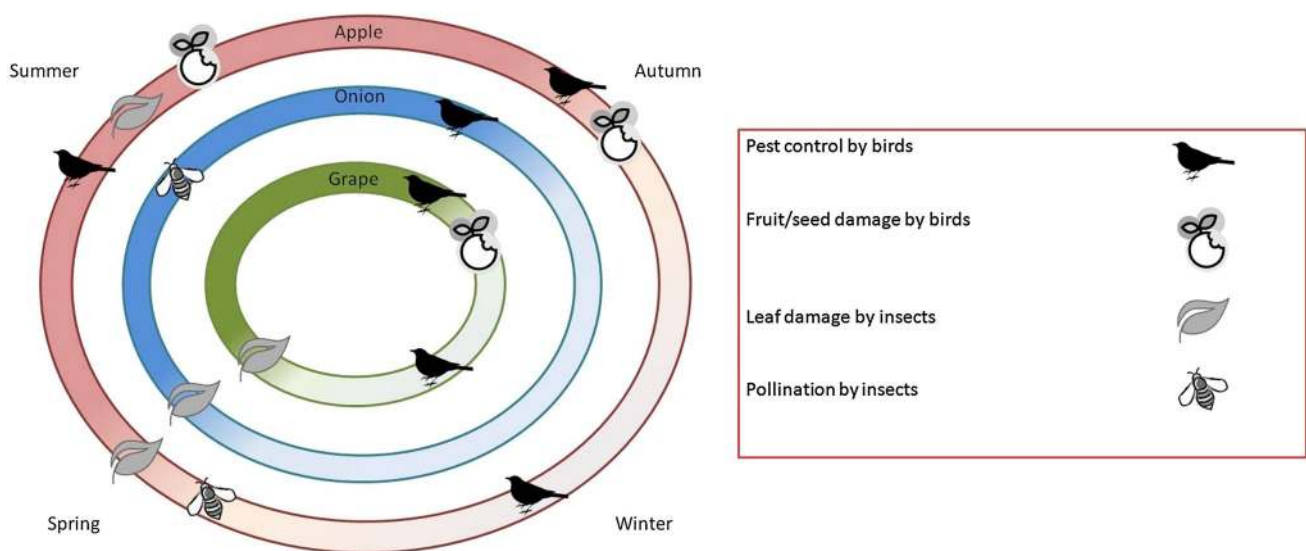 Apple
Summer
Autumn
Onion
Grape
Spring
Winter
Pest control by birds
Fruit/seed damage by birds
Leaf damage by insects
Pollination by insects